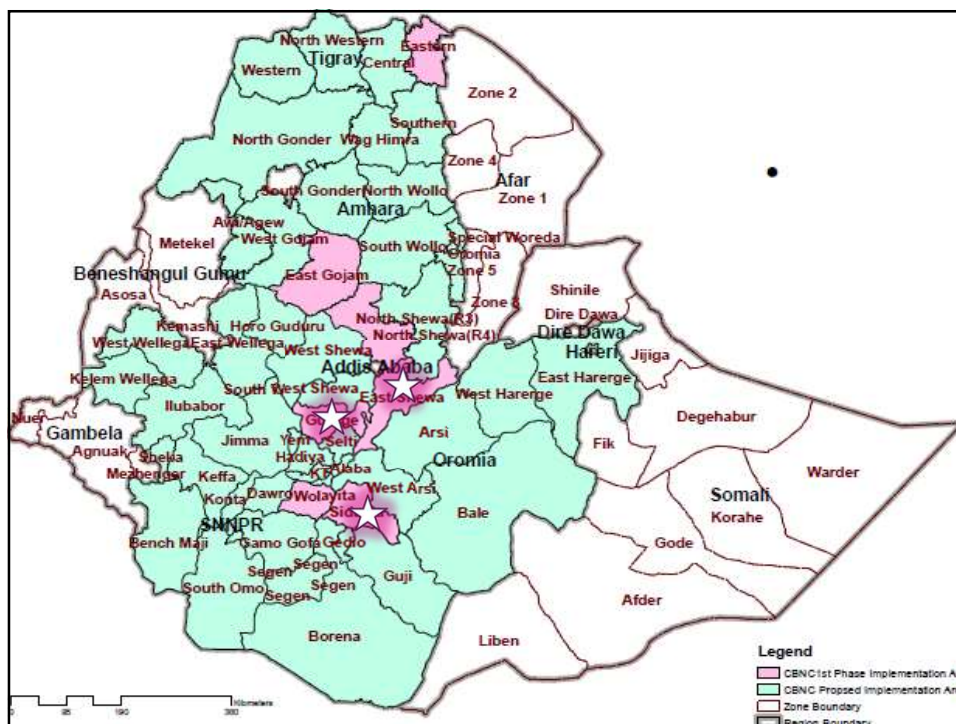 North Western
Eastern
Tigray
Central
Western
Zone 2
Southern
North Gonder
Wag Himra
Zone 4
Afar
South Gonder
North Wollo
Zone 1
Amhara
Awi/Agew
West Gojam
Metekel
South Wollo
Special Woreda
Oromia
Beneshangul Gumu
East Gojam
Zone 5
Asosa
Shinile
Zone 3
Dire Dawa
Kemashi
Horo Guduru
North Shewa(R3)
North Shewa(R4)
Dire Dawa
West Wellega
East Wellega
West Shewa
Hareri
Jijiga
Addis Ababa
Kelem Wellega
South West Shewa
East Shewa
West Harerge
East Harerge
Ilubabor
Nuer
Degehabur
Gambela
Selti
Arsi
Jimma
Yem
Fik
Agnuak
Sheka
Hadiya
Oromia
Mezhenger
Keffa
KT
Alaba
Warder
Dawro
Wolayita
West Arsi
Somali
Konta
Bale
Korahe
SNNPR
Bench Maji
Gamo Gofa
Gedio
Gode
Segen
Segen
Guji
South Omo
Segen
Segen
Afder
Borena
Liben
Legend
CBNC1st Phase Implementation A
CBNC Propsed Implementation Are
Zone Boundary
Region Boundary
Kilometers
0 95 190 380